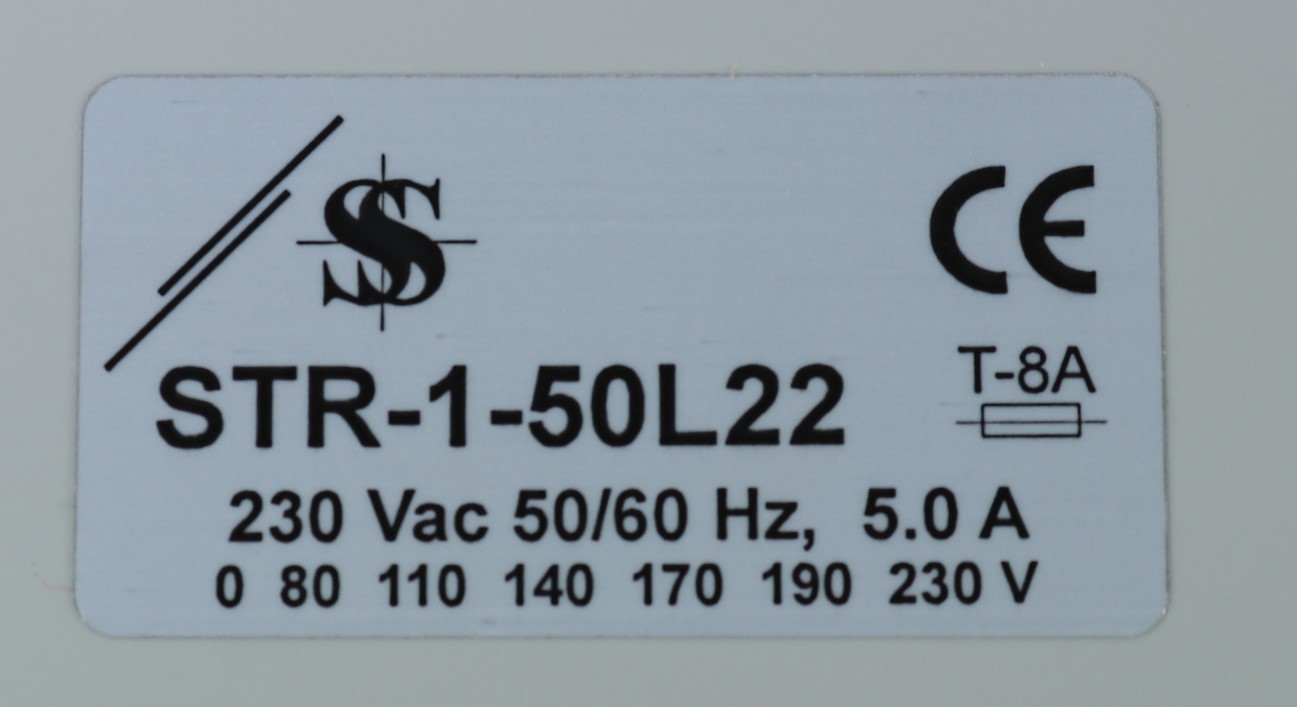 SS
CE
STR-1-50L22
T-8A
230 Vac 50/60 Hz, 5.0 A
0 80 110 140 170 190 230 V